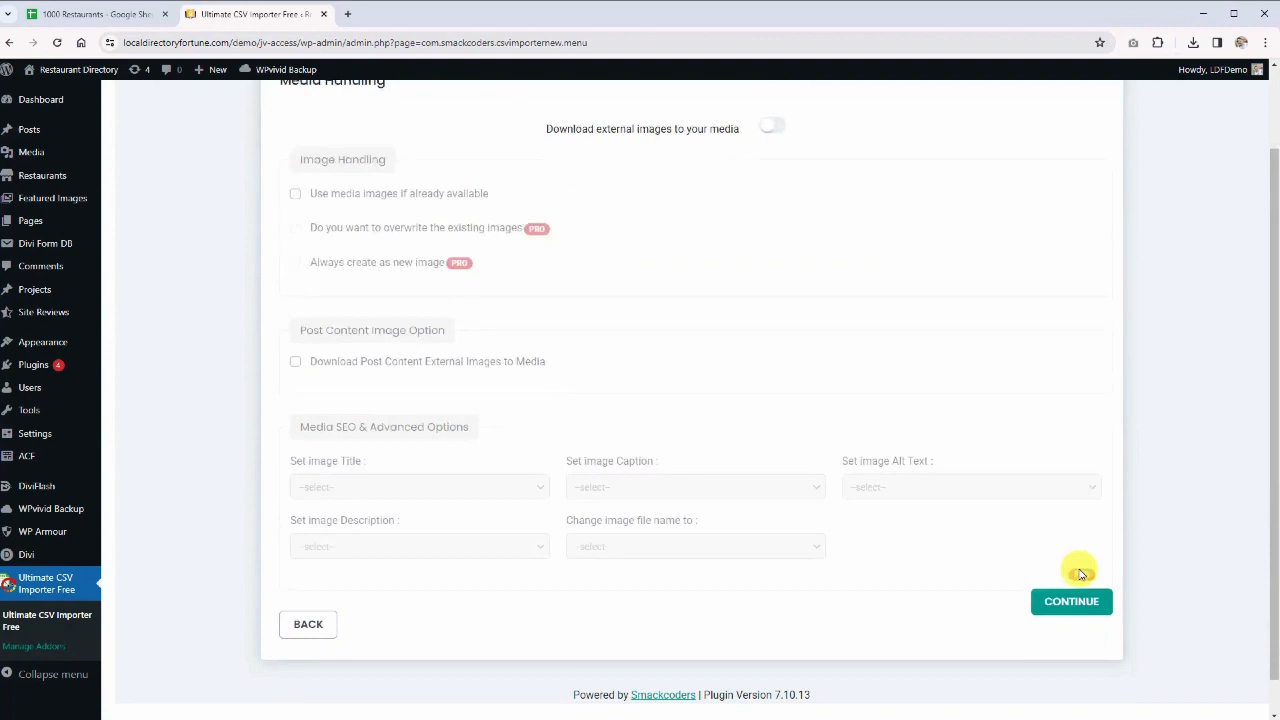 1000 Restaurants - Google She
Ultimate CSV Importer Free ‹ Re
localdirectoryfortune.com/demo/jv-access/wp-admin/admin.php?page=com.smackcoders.csvimporternew.menu
Restaurant Directory 4 0 New WPvivid Backup Howdy, LDFDemo
Dashboard
Posts
Media
Restaurants
Featured Images
Pages
Divi Form DB
Comments
Projects
Site Reviews
Appearance
Plugins 4
Users
Tools
Settings
ACF
DiviFlash
WPvivid Backup
WP Armour
Divi
Ultimate CSV
Importer Free
Ultimate CSV Importer
Free
Manage Addons
Collapse menu
Media Handling
Download external images to your media
Image Handling
Use media images if already available
Do you want to overwrite the existing images PRO
Always create as new image PRO
Post Content Image Option
Download Post Content External Images to Media
Media SEO & Advanced Options
Set image Title : Set image Caption : Set image Alt Text :
--select-- --select-- --select--
Set image Description : Change image file name to :
--select-- --select--
CONTINUE
BACK
Powered by Smackcoders | Plugin Version 7.10.13